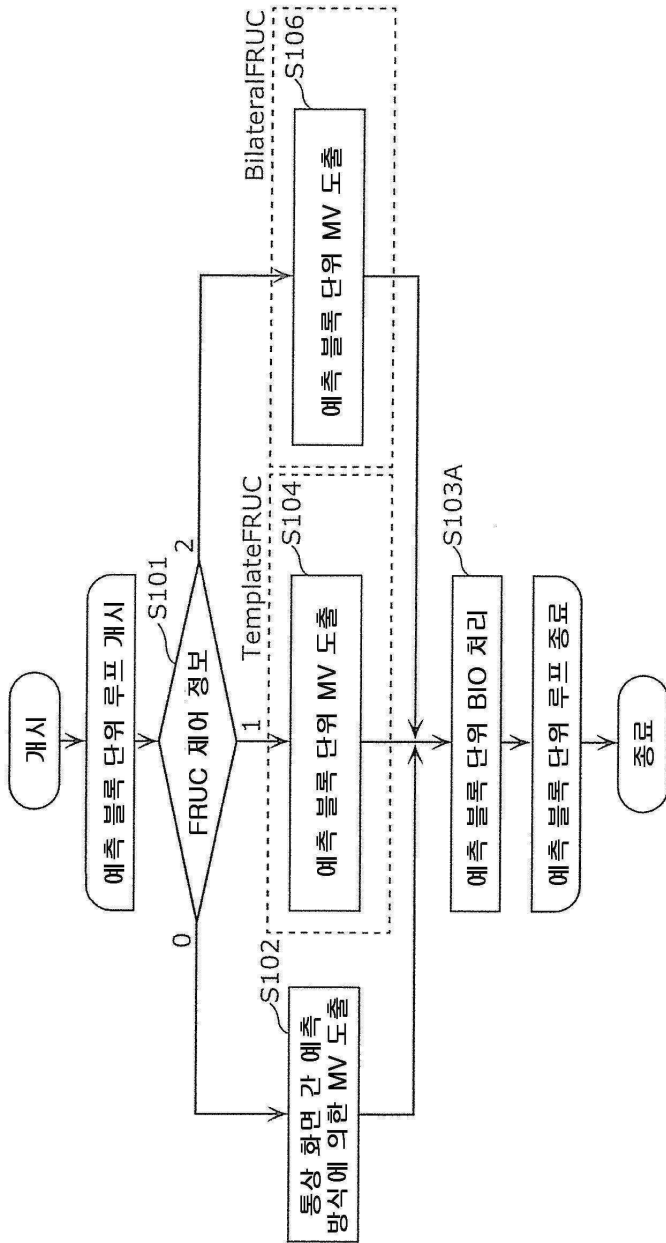 개시
예측 블록 단위 루프 개시
S101
FRUC 제어 정보
0
1
2
S102
통상 화면 간 예측
방식에 의한 MV 도출
TemplateFRUC
S104
예측 블록 단위 MV 도출
BilateralFRUC
S106
예측 블록 단위 MV 도출
S103A
예측 블록 단위 BIO 처리
예측 블록 단위 루프 종료
종료